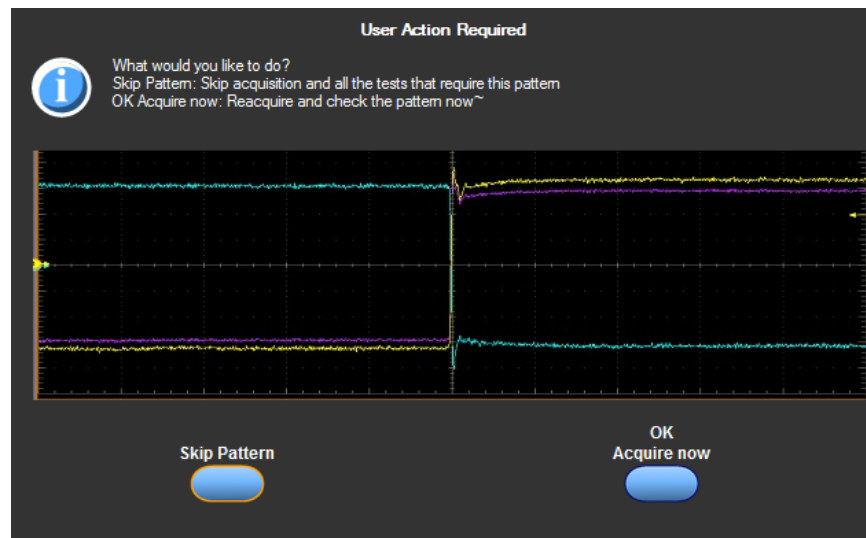 User Action Required
What would you like to do?
Skip Pattern: Skip acquisition and all the tests that require this pattern
OK Acquire now: Reacquire and check the pattern now~
Skip Pattern
OK
Acquire now